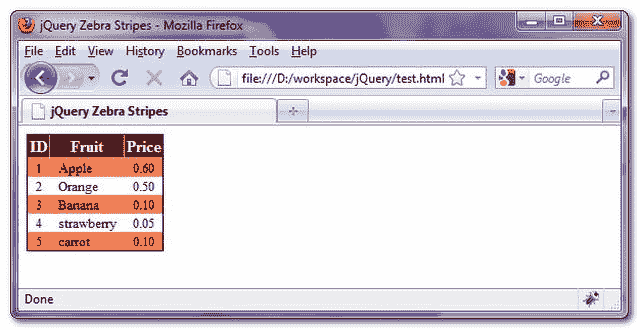 jQuery Zebra Stripes - Mozilla Firefox
File Edit View History Bookmarks Tools Help
file:///D:/workspace/jQuery/test.html Google
jQuery Zebra Stripes
ID Fruit Price
1 Apple 0.60
2 Orange 0.50
3 Banana 0.10
4 strawberry 0.05
5 carrot 0.10
Done